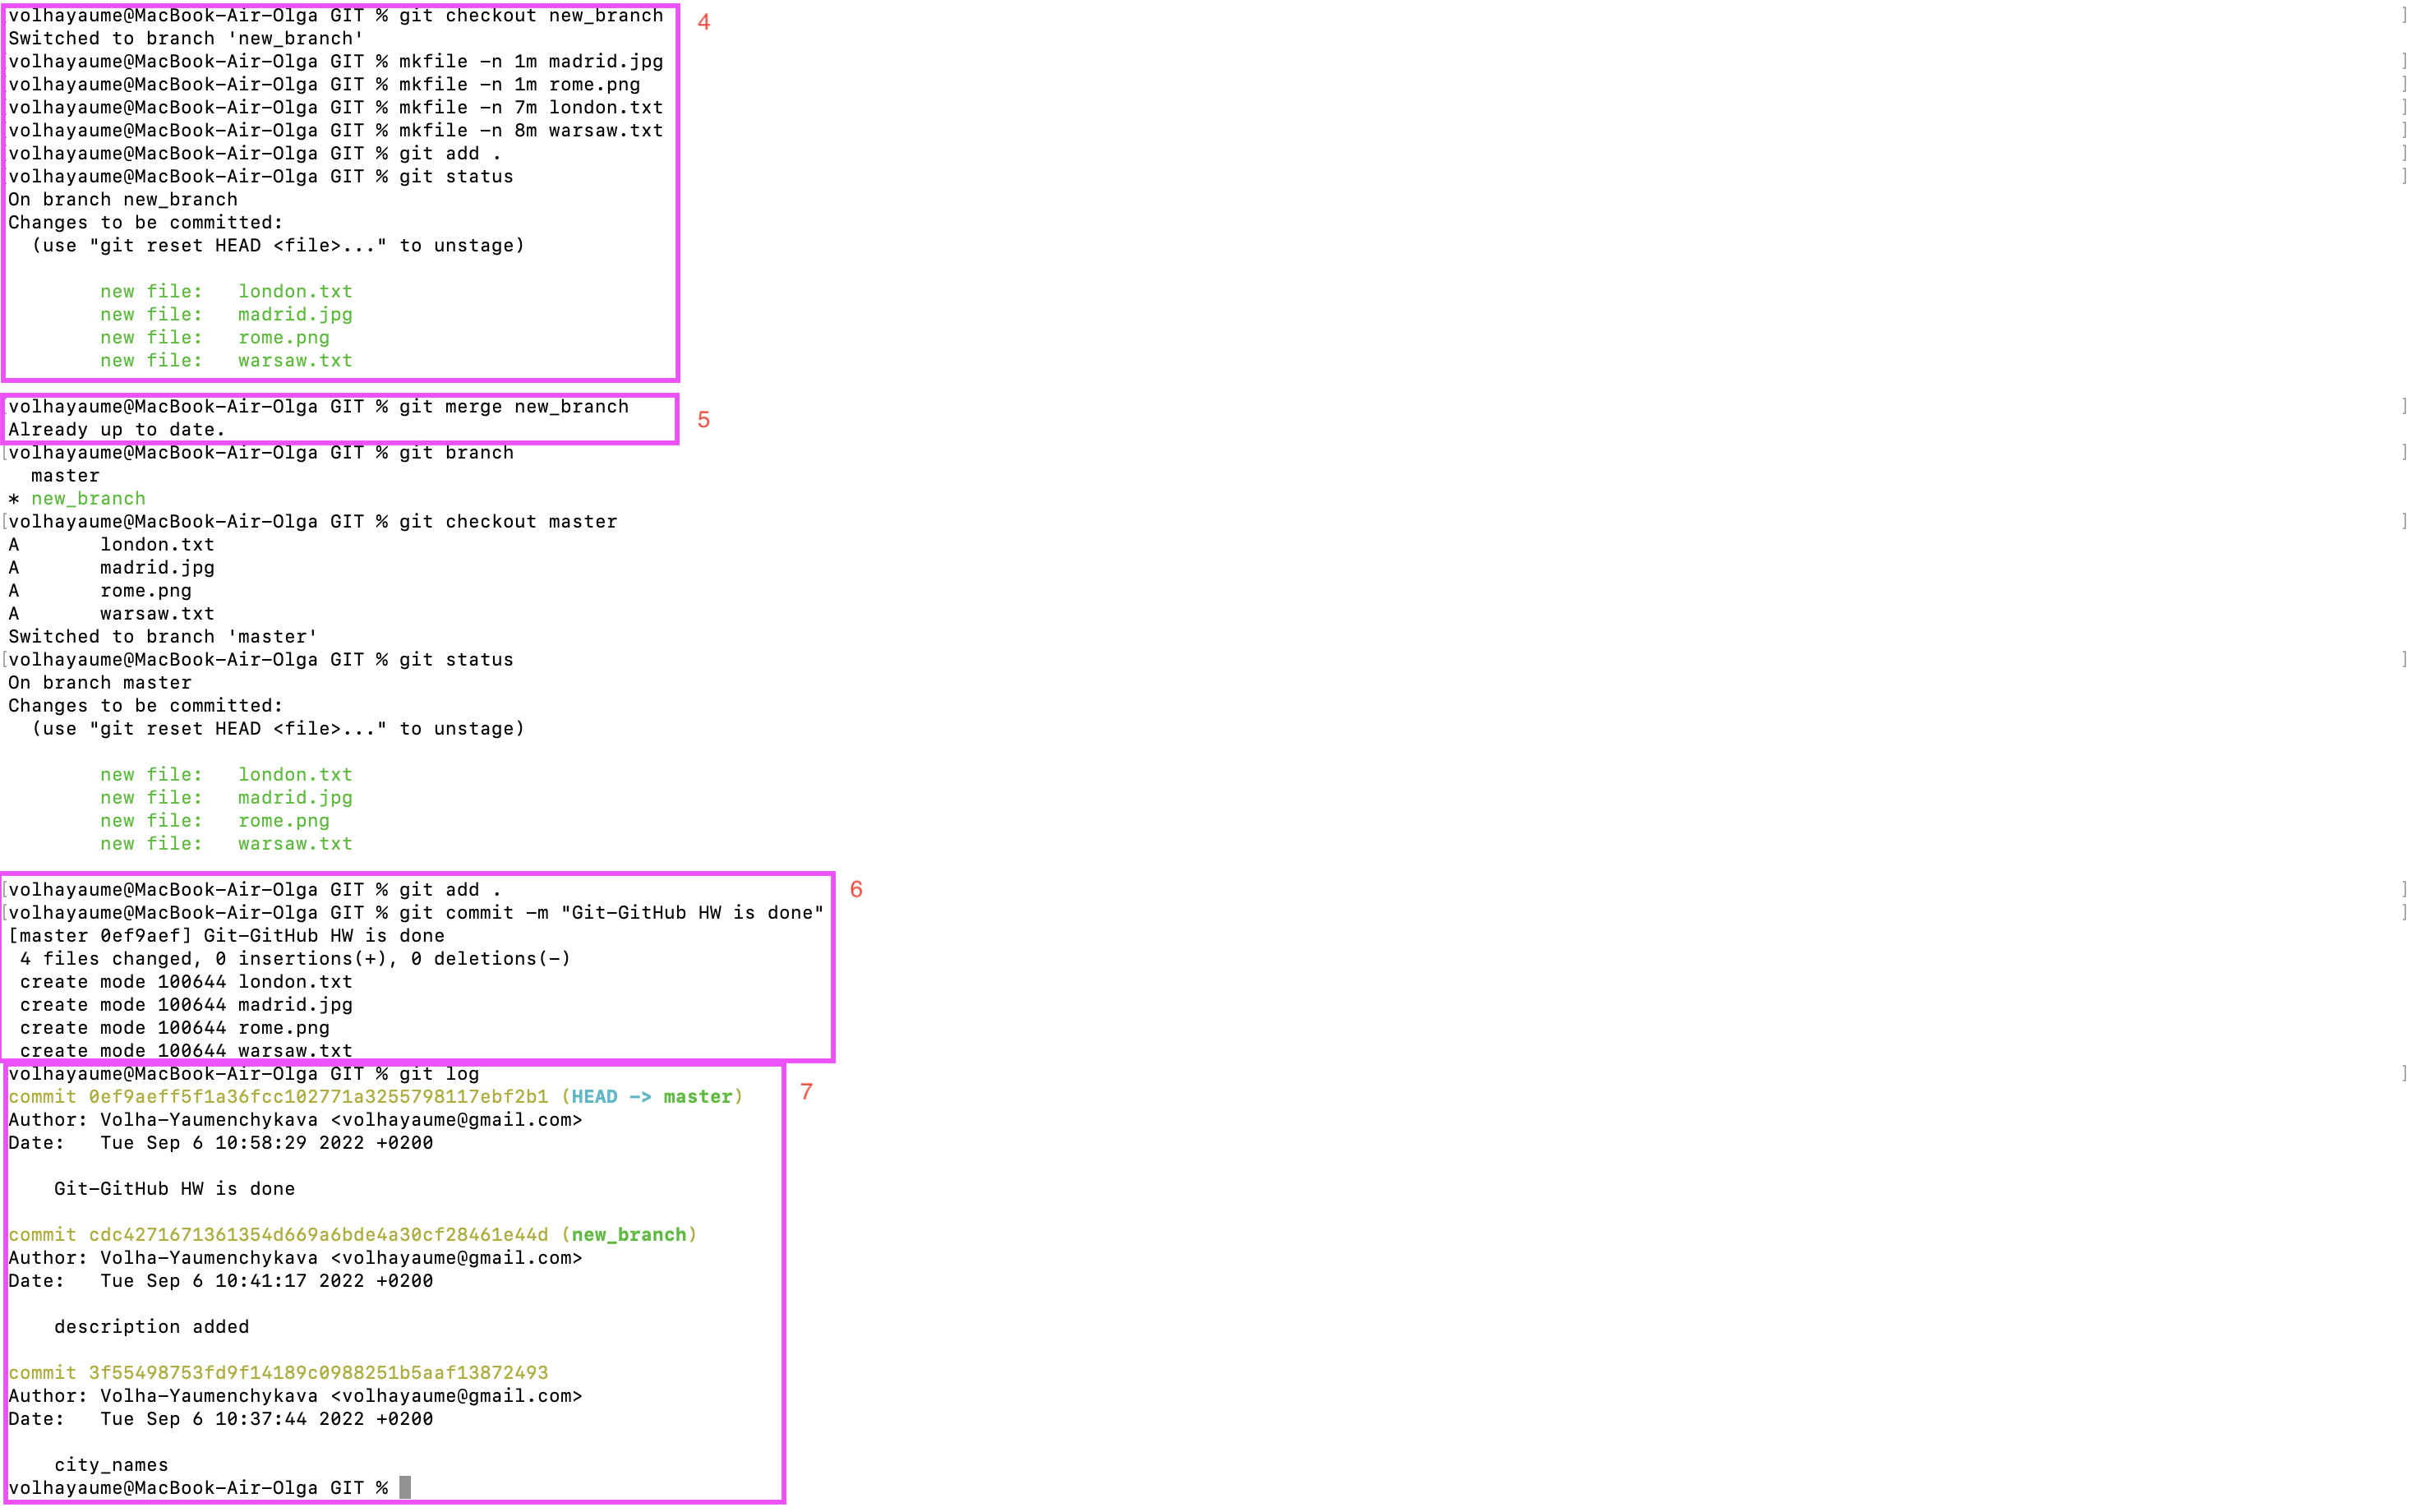 volhayaume@MacBook-Air-Olga GIT % git checkout new_branch
4
Switched to branch 'new_branch'
volhayaume@MacBook-Air-Olga GIT % mkfile -n 1m madrid.jpg
volhayaume@MacBook-Air-Olga GIT % mkfile -n 1m rome.png
volhayaume@MacBook-Air-Olga GIT % mkfile -n 7m london.txt
volhayaume@MacBook-Air-Olga GIT % mkfile -n 8m warsaw.txt
volhayaume@MacBook-Air-Olga GIT % git add .
volhayaume@MacBook-Air-Olga GIT % git status
On branch new_branch
Changes to be committed:
  (use "git reset HEAD <file>..." to unstage)
        new file:   london.txt
        new file:   madrid.jpg
        new file:   rome.png
        new file:   warsaw.txt
[volhayaume@MacBook-Air-Olga GIT % git merge new_branch
5
Already up to date.
[volhayaume@MacBook-Air-Olga GIT % git branch
  master
* new_branch
[volhayaume@MacBook-Air-Olga GIT % git checkout master
A       london.txt
A       madrid.jpg
A       rome.png
A       warsaw.txt
Switched to branch 'master'
[volhayaume@MacBook-Air-Olga GIT % git status
On branch master
Changes to be committed:
  (use "git reset HEAD <file>..." to unstage)
        new file:   london.txt
        new file:   madrid.jpg
        new file:   rome.png
        new file:   warsaw.txt
[volhayaume@MacBook-Air-Olga GIT % git add .
6
[volhayaume@MacBook-Air-Olga GIT % git commit -m "Git-GitHub HW is done"
[master 0ef9aef] Git-GitHub HW is done
 4 files changed, 0 insertions(+), 0 deletions(-)
 create mode 100644 london.txt
 create mode 100644 madrid.jpg
 create mode 100644 rome.png
 create mode 100644 warsaw.txt
volhayaume@MacBook-Air-Olga GIT % git log
7
commit 0ef9aeff5f1a36fcc102771a3255798117ebf2b1 (HEAD -> master)
Author: Volha-Yaumenchykava <volhayaume@gmail.com>
Date:   Tue Sep 6 10:58:29 2022 +0200
    Git-GitHub HW is done
commit cdc4271671361354d669a6bde4a30cf28461e44d (new_branch)
Author: Volha-Yaumenchykava <volhayaume@gmail.com>
Date:   Tue Sep 6 10:41:17 2022 +0200
    description added
commit 3f55498753fd9f14189c0988251b5aaf13872493
Author: Volha-Yaumenchykava <volhayaume@gmail.com>
Date:   Tue Sep 6 10:37:44 2022 +0200
    city_names
volhayaume@MacBook-Air-Olga GIT %